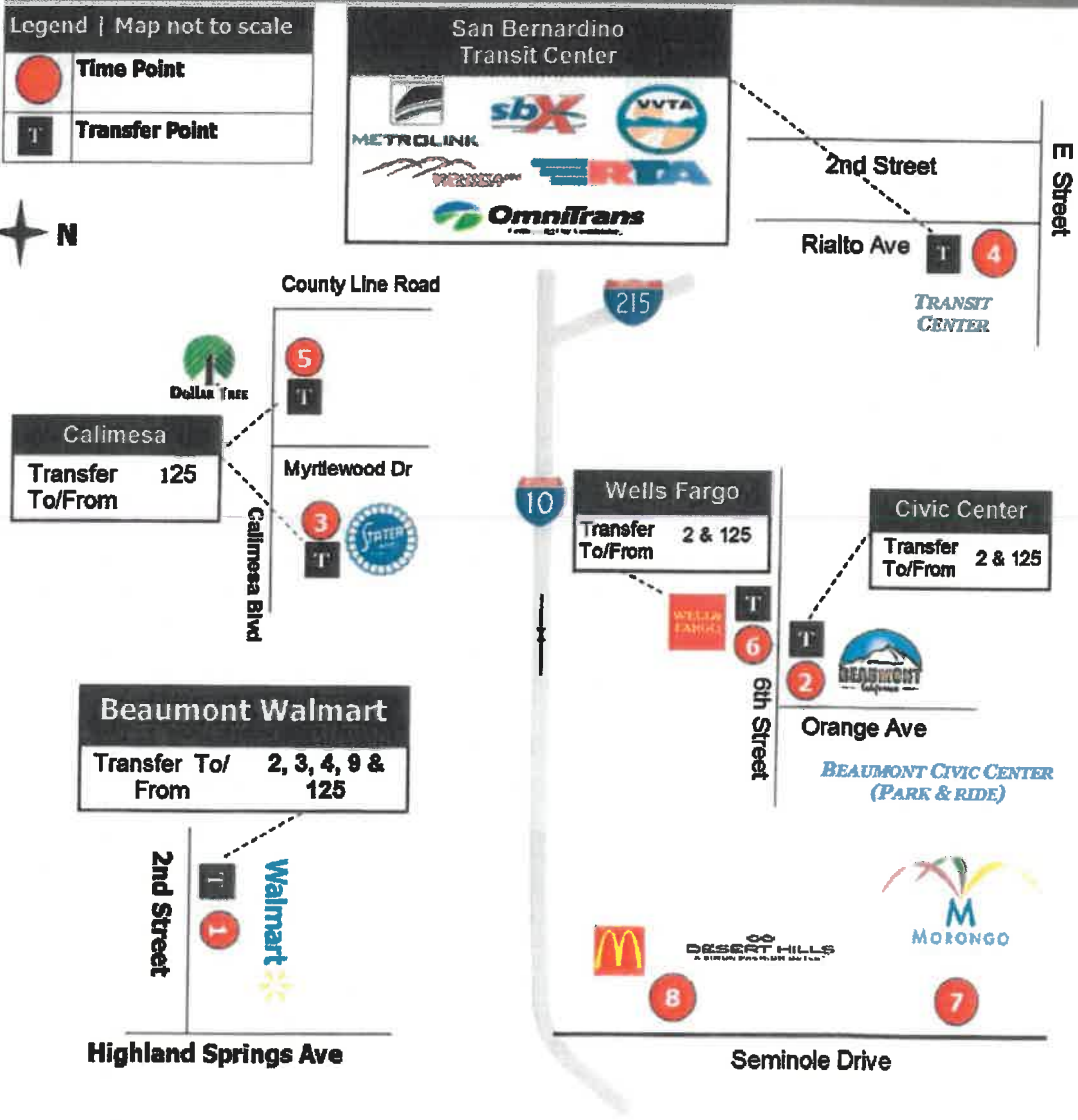 Legend | Map not to scale
Time Point
T
Transfer Point
N
San Bernardino
Transit Center
METROLINK
sbX
VVTA
RTA
OmniTrans
2nd Street
E Street
Rialto Ave
T
4
TRANSIT
CENTER
215
County Line Road
5
T
DOLLAR TREE
Calimesa
Transfer
To/From
125
Myrtlewood Dr
3
T
STATER
Calimesa Blvd
10
Wells Fargo
Transfer
To/From
2 & 125
Civic Center
Transfer
To/From
2 & 125
WELLS
FARGO
T
6
T
2
BEAUMONT
California
6th Street
Orange Ave
BEAUMONT CIVIC CENTER
(PARK & RIDE)
Beaumont Walmart
Transfer To/
From
2, 3, 4, 9 &
125
2nd Street
T
1
Walmart
Highland Springs Ave
M
DESERT HILLS
A SIMON PREMIUM OUTLET
8
M
MORONGO
7
Seminole Drive